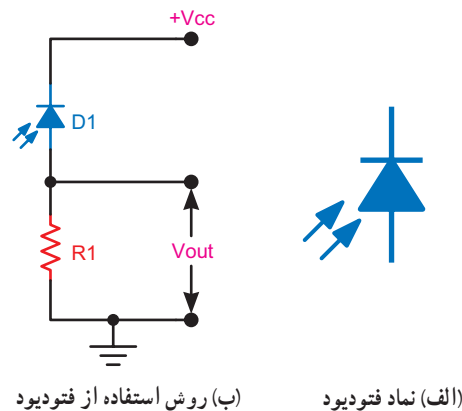 +Vcc
D1
R1
Vout
(الف) نماد فتودیود
(ب) روش استفاده از فتودیود